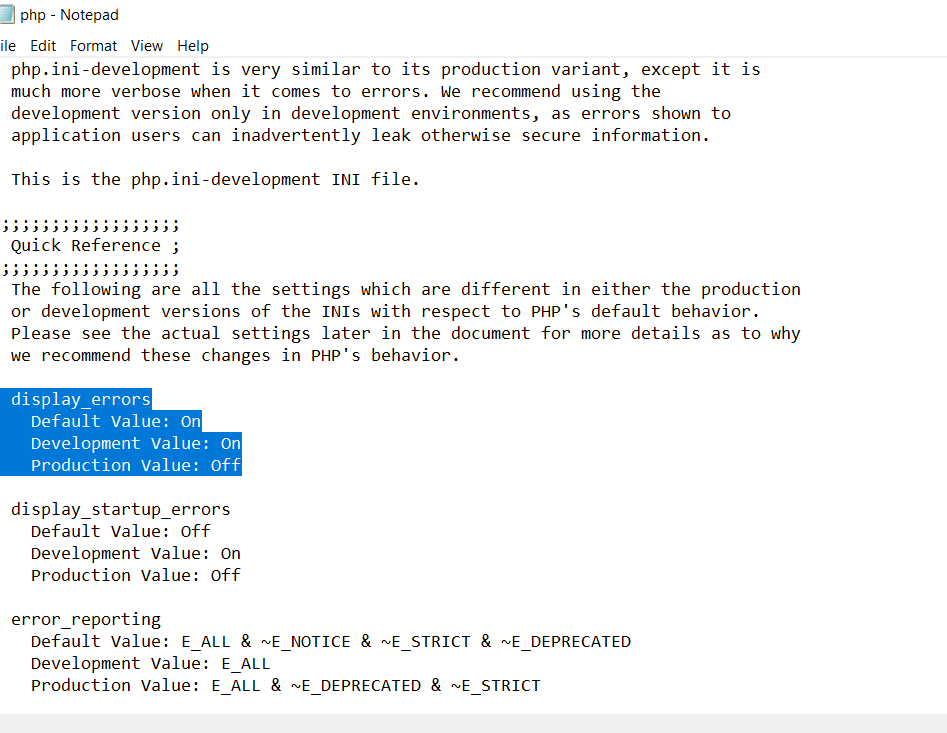 php - Notepad
ile Edit Format View Help
php.ini-development is very similar to its production variant, except it is
much more verbose when it comes to errors. We recommend using the
development version only in development environments, as errors shown to
application users can inadvertently leak otherwise secure information.
This is the php.ini-development INI file.
;;;;;;;;;;;;;;;;;;
Quick Reference ;
;;;;;;;;;;;;;;;;;;
The following are all the settings which are different in either the production
or development versions of the INIs with respect to PHP's default behavior.
Please see the actual settings later in the document for more details as to why
we recommend these changes in PHP's behavior.
display_errors
Default Value: On
Development Value: On
Production Value: Off
display_startup_errors
Default Value: Off
Development Value: On
Production Value: Off
error_reporting
Default Value: E_ALL & ~E_NOTICE & ~E_STRICT & ~E_DEPRECATED
Development Value: E_ALL
Production Value: E_ALL & ~E_DEPRECATED & ~E_STRICT